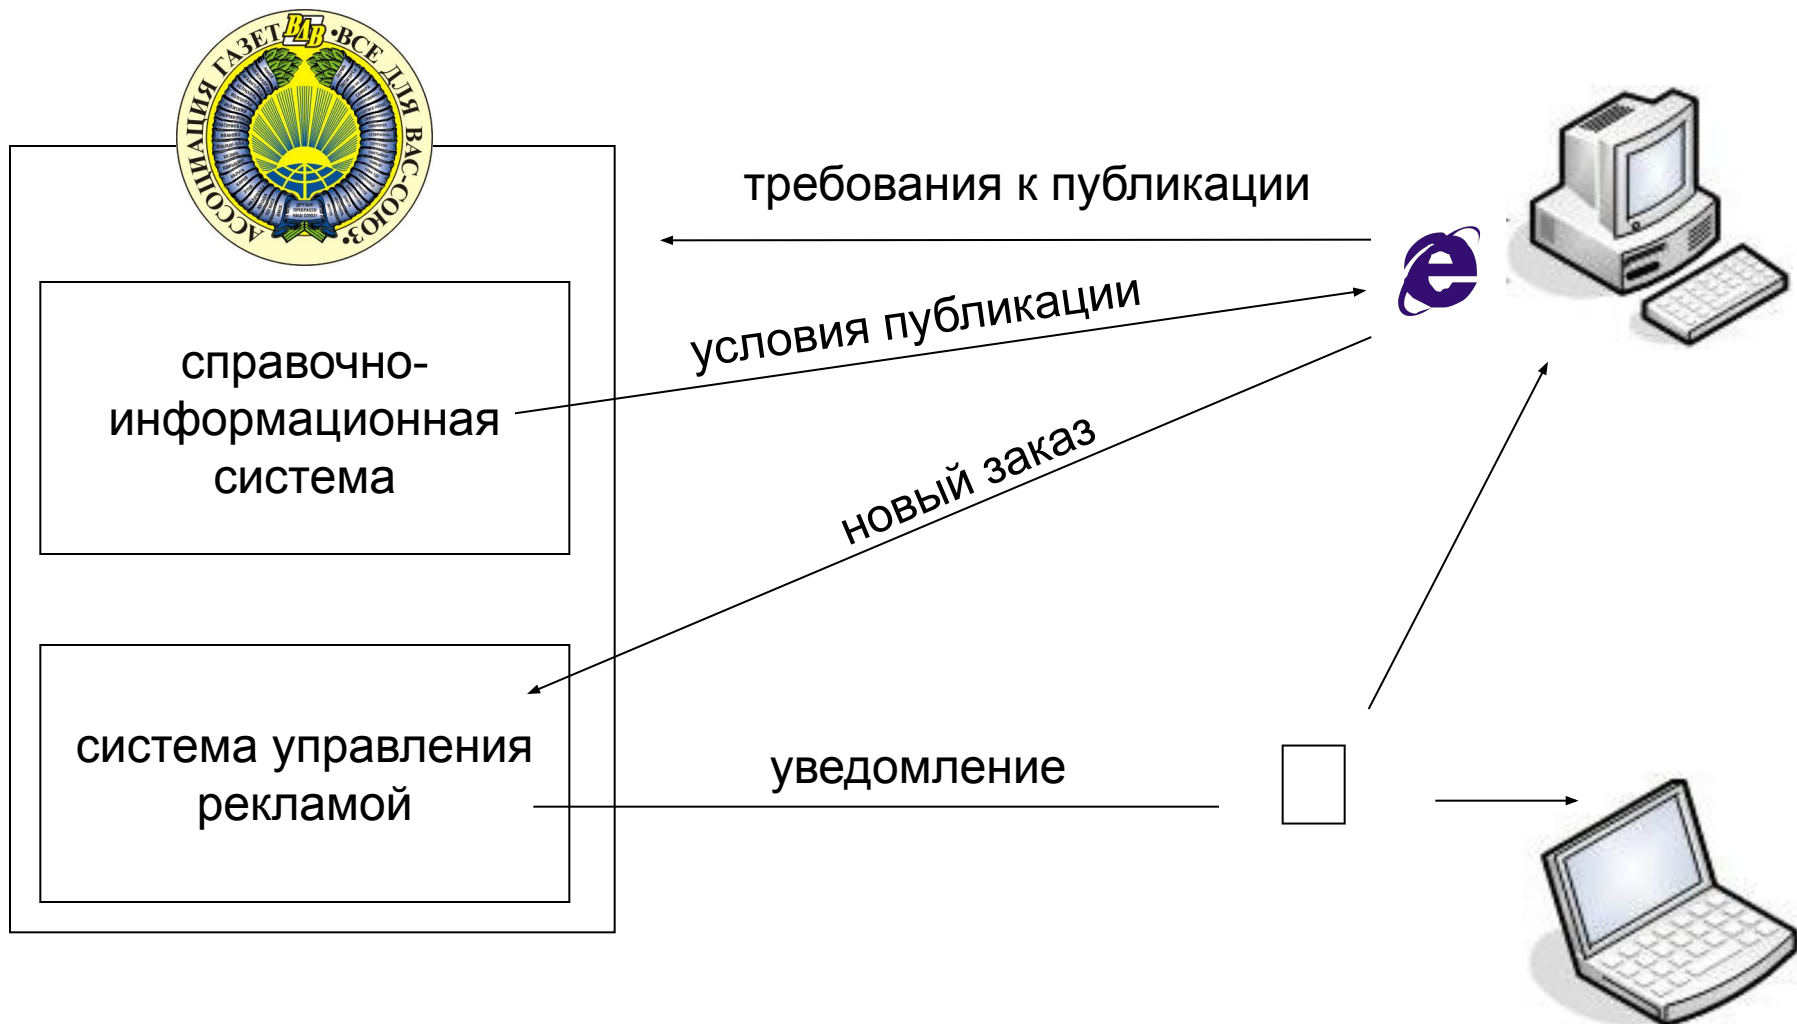 АССОЦИАЦИЯ ГАЗЕТ ВДВ •ВСЕ ДЛЯ ВАС-СОЮЗ•
требования к публикации
условия публикации
справочно-
информационная
система
новый заказ
система управления
рекламой
уведомление